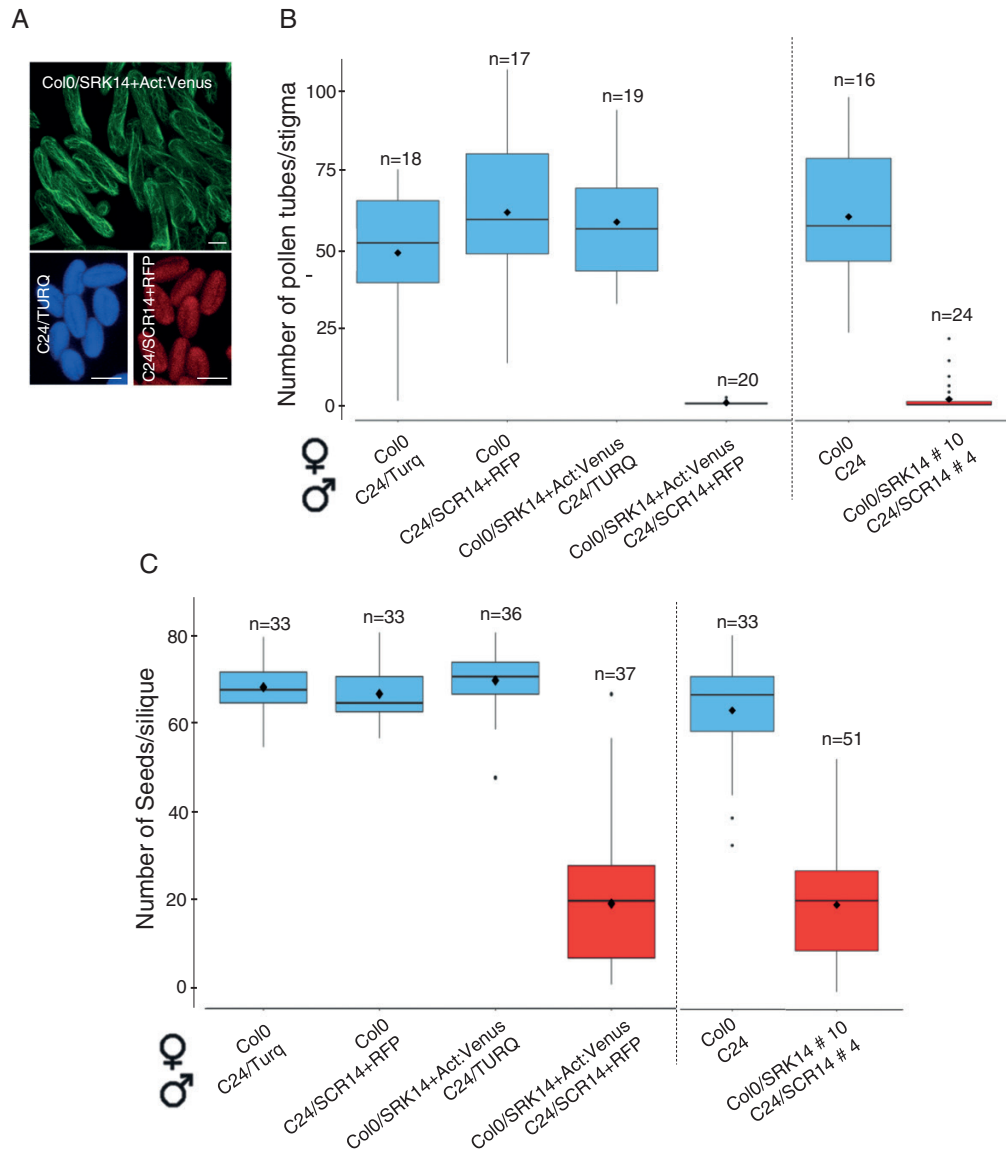 A
Col0/SRK14+Act:Venus
C24/TURQ
C24/SCR14+RFP
B
Number of pollen tubes/stigma
100
75
50
25
0
n=18
n=17
n=19
n=20
n=16
n=24
♀
♂
Col0
C24/Turq
Col0
C24/SCR14+RFP
Col0/SRK14+Act:Venus
C24/TURQ
Col0/SRK14+Act:Venus
C24/SCR14+RFP
Col0
C24
Col0/SRK14 # 10
C24/SCR14 # 4
C
Number of Seeds/silique
80
60
40
20
0
n=33
n=33
n=36
n=37
n=33
n=51
♀
♂
Col0
C24/Turq
Col0
C24/SCR14+RFP
Col0/SRK14+Act:Venus
C24/TURQ
Col0/SRK14+Act:Venus
C24/SCR14+RFP
Col0
C24
Col0/SRK14 # 10
C24/SCR14 # 4